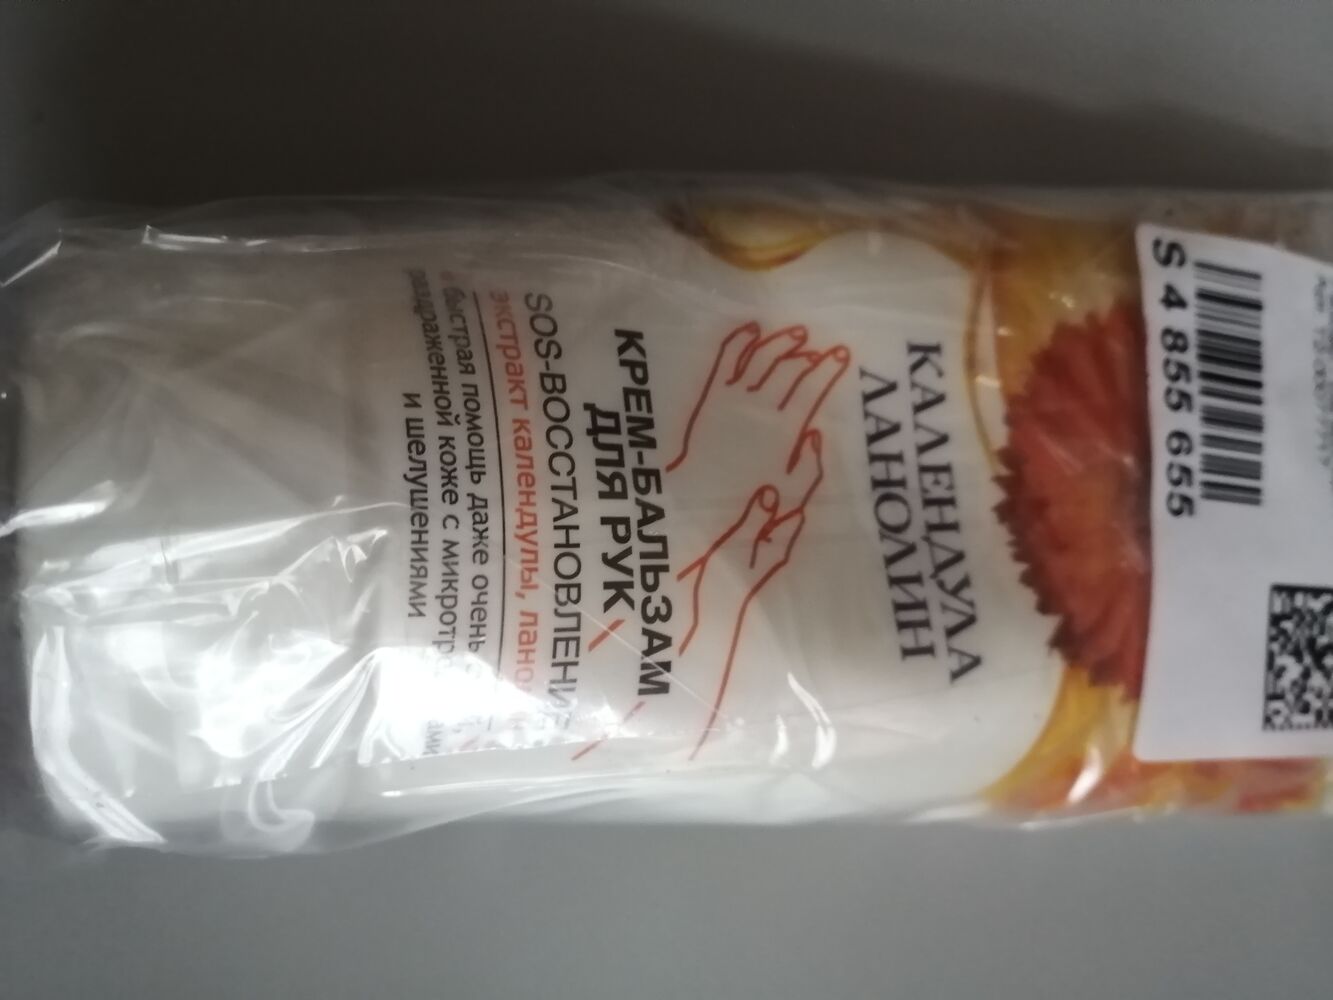 S 4 855 655
КАЛЕНДУЛА
ЛАНОЛИН
КРЕМ-БАЛЬЗАМ
ДЛЯ РУК
SOS-ВОССТАНОВЛЕНИЕ
экстракт календулы,
быстрая помощь даже очень
раздраженной коже с
и шелушениями